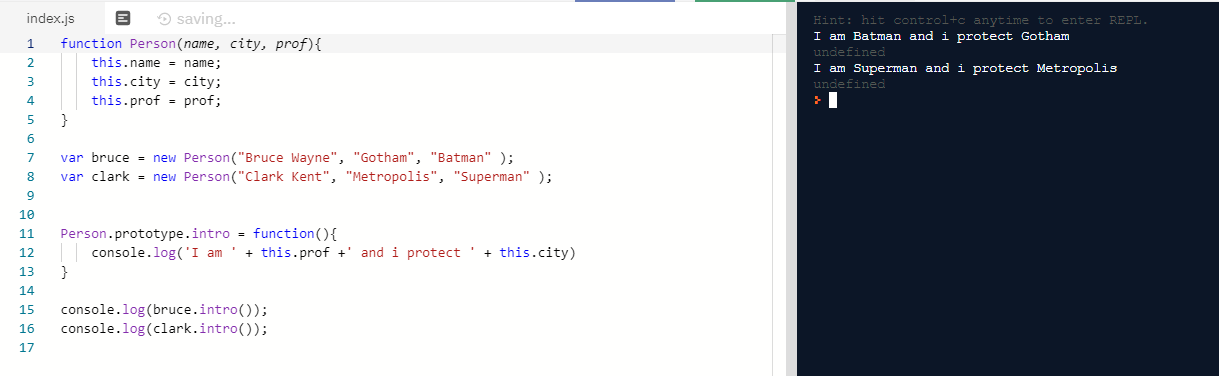 index.js saving...
1 function Person(name, city, prof){
2 this.name = name;
3 this.city = city;
4 this.prof = prof;
5 }
6
7 var bruce = new Person("Bruce Wayne", "Gotham", "Batman" );
8 var clark = new Person("Clark Kent", "Metropolis", "Superman" );
9
10
11 Person.prototype.intro = function(){
12 console.log('I am ' + this.prof +' and i protect ' + this.city)
13 }
14
15 console.log(bruce.intro());
16 console.log(clark.intro());
17
Hint: hit control+c anytime to enter REPL.
I am Batman and i protect Gotham
undefined
I am Superman and i protect Metropolis
undefined
>